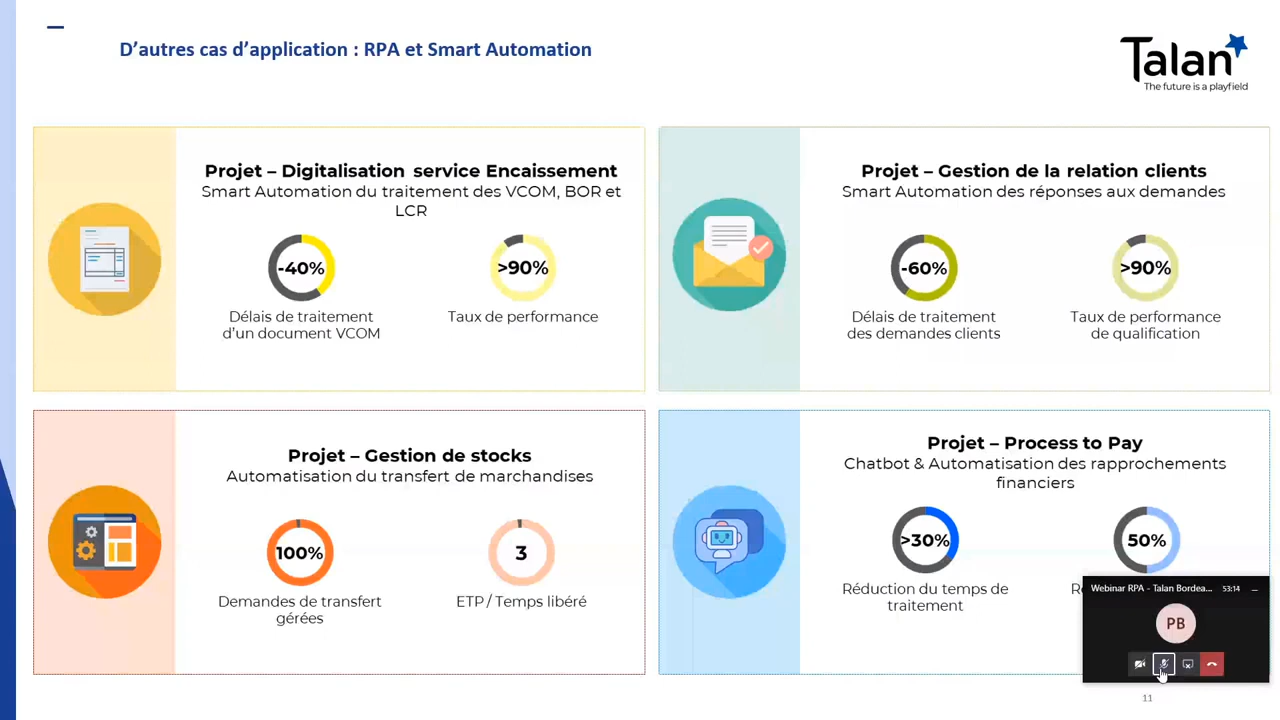 D’autres cas d’application : RPA et Smart Automation
Talan
The future is a playfield
Projet – Digitalisation service Encaissement
Smart Automation du traitement des VCOM, BOR et
LCR
-40%
>90%
Délais de traitement
d’un document VCOM
Taux de performance
Projet – Gestion de la relation clients
Smart Automation des réponses aux demandes
-60%
>90%
Délais de traitement
des demandes clients
Taux de performance
de qualification
Projet – Gestion de stocks
Automatisation du transfert de marchandises
100%
3
Demandes de transfert
gérées
ETP / Temps libéré
Projet – Process to Pay
Chatbot & Automatisation des rapprochements
financiers
>30%
50%
Réduction du temps de
traitement
Webinar RPA - Talan Bordea... 53:14
PB
11